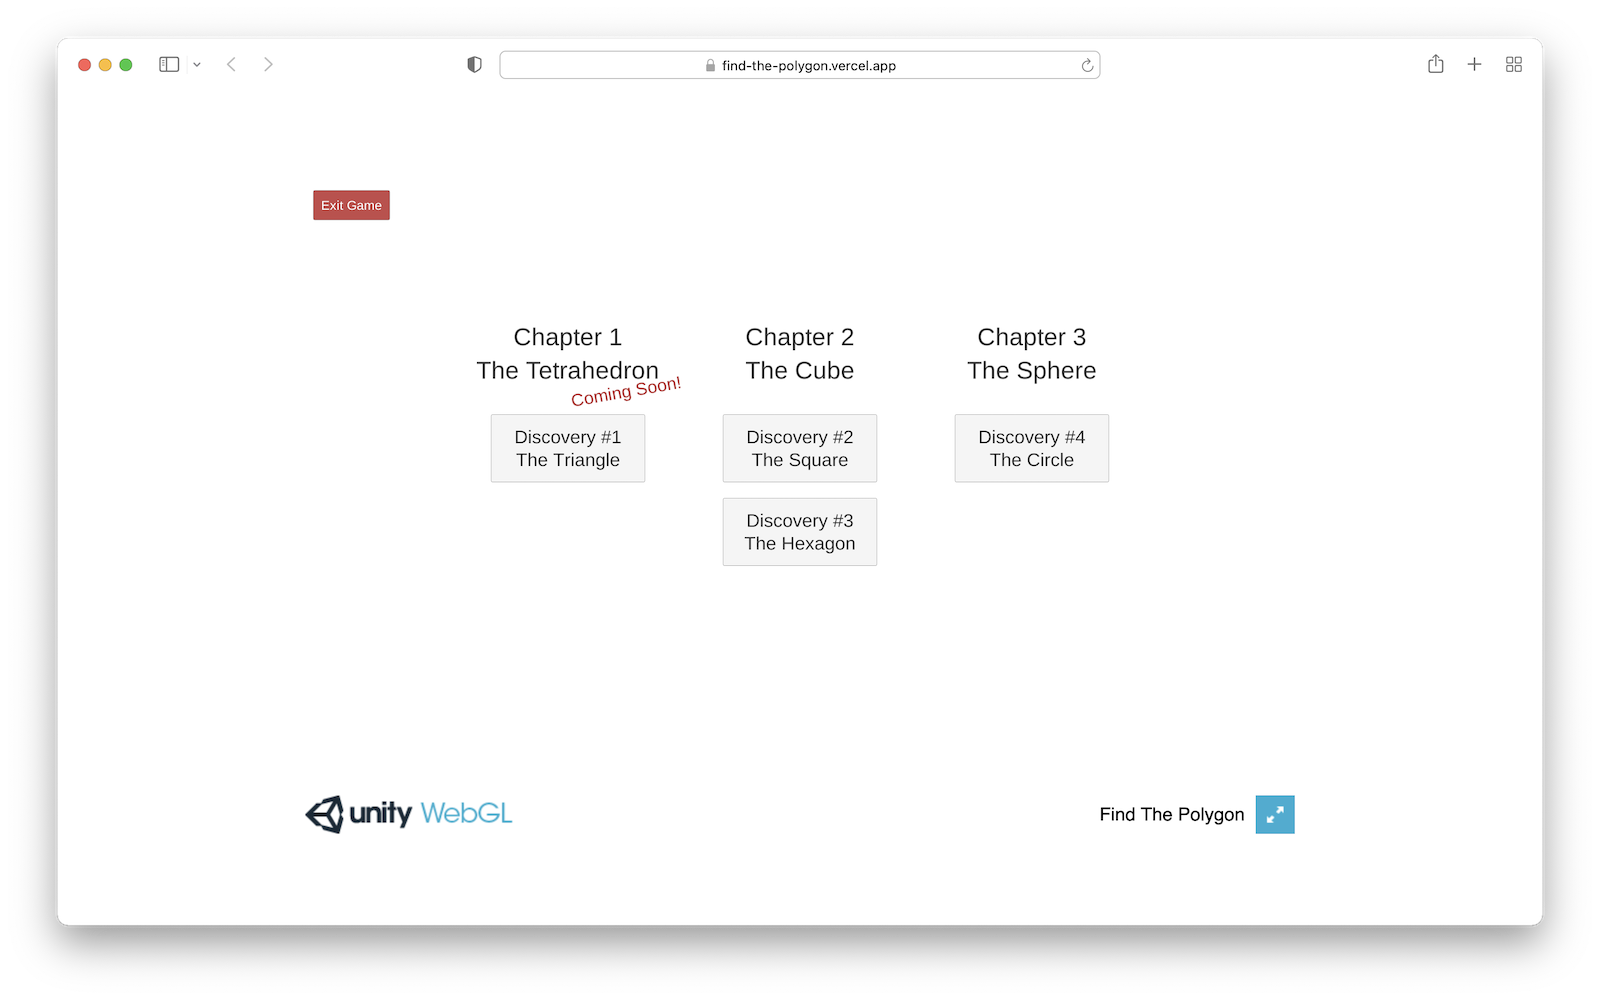 find-the-polygon.vercel.app
Exit Game
Chapter 1
The Tetrahedron
Coming Soon!
Discovery #1
The Triangle
Chapter 2
The Cube
Discovery #2
The Square
Discovery #3
The Hexagon
Chapter 3
The Sphere
Discovery #4
The Circle
unity WebGL
Find The Polygon